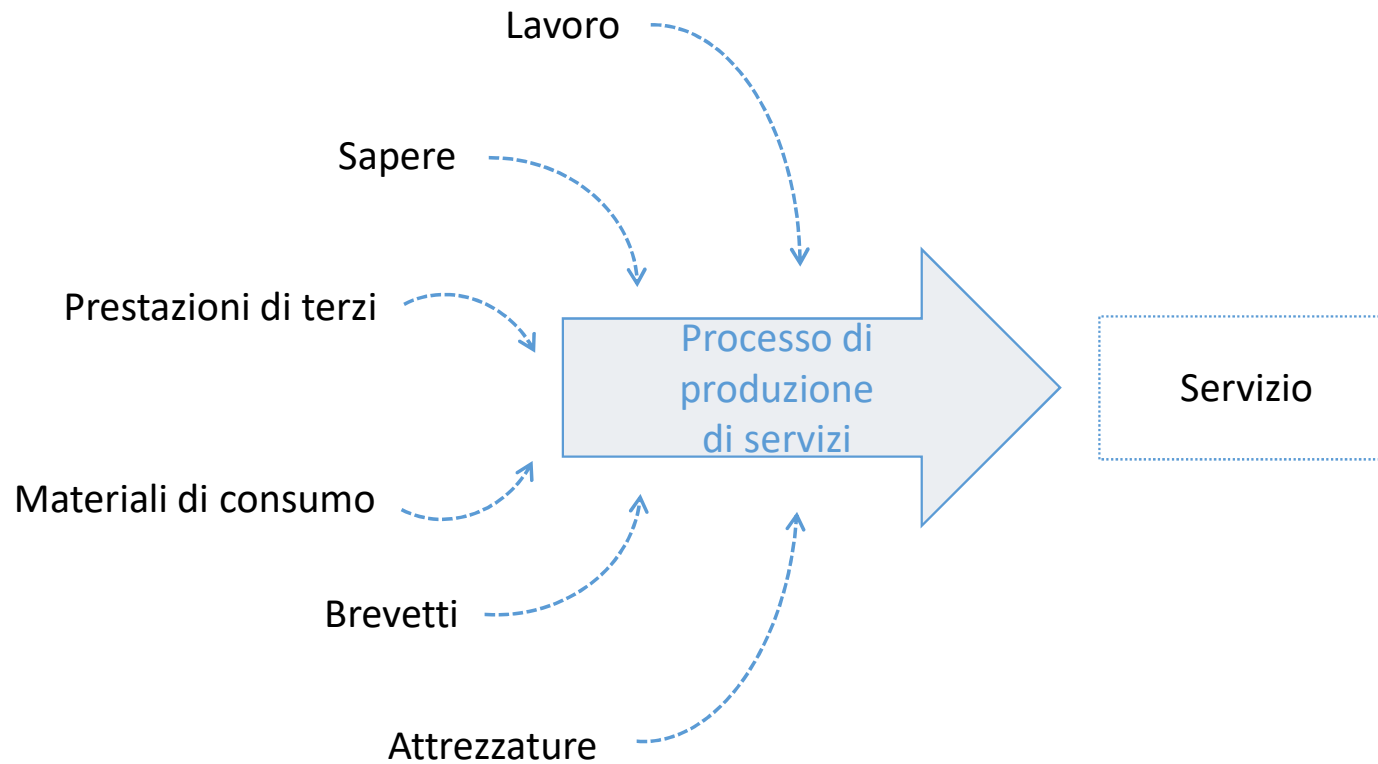 Lavoro
Sapere
Prestazioni di terzi
Processo di
produzione
di servizi
Servizio
Materiali di consumo
Brevetti
Attrezzature